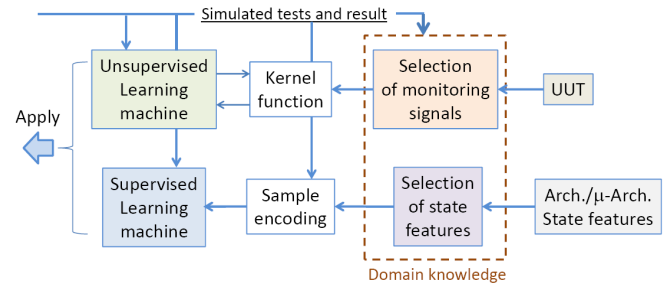 Simulated tests and result
Unsupervised
Learning
machine
Kernel
function
Selection
of monitoring
signals
UUT
Apply
Supervised
Learning
machine
Sample
encoding
Selection
of state
features
Arch./μ-Arch.
State features
Domain knowledge